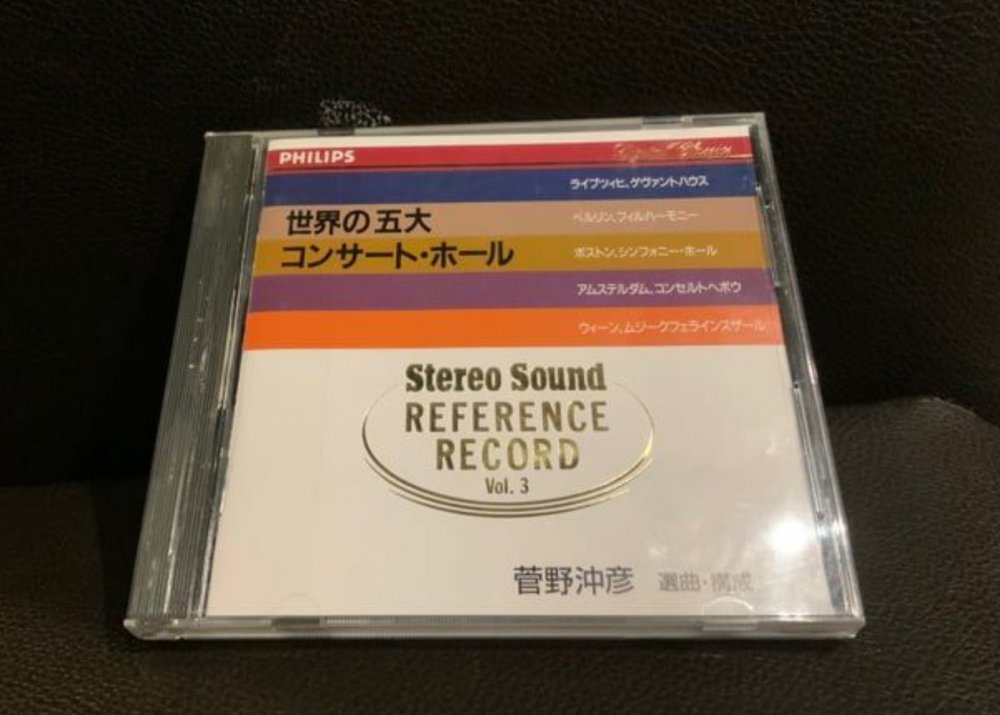 PHILIPS
ライプツィヒ、ゲヴァントハウス
世界の五大
ベルリン、フィルハーモニー
コンサート・ホール
ボストン、シンフォニー・ホール
アムステルダム、コンセルトヘボウ
ウィーン、ムジークフェラインスザール
Stereo Sound
REFERENCE
RECORD
Vol. 3
菅野沖彦 選曲・構成